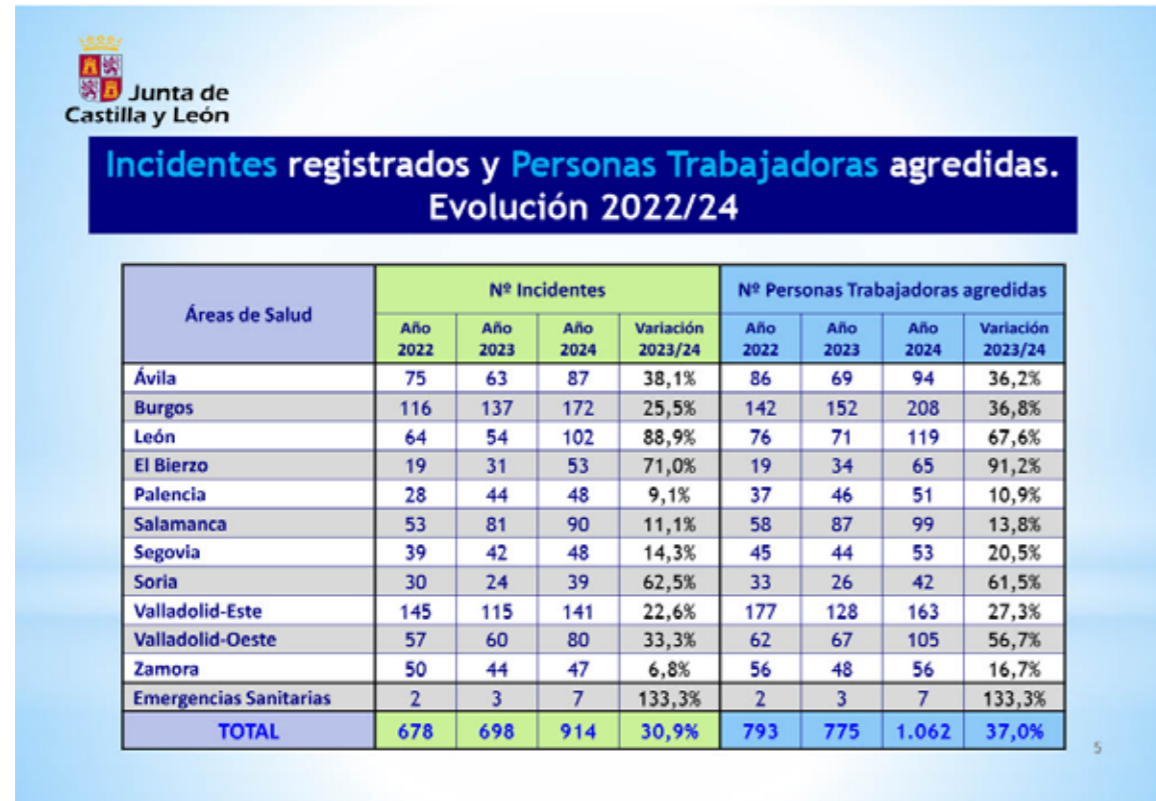 Junta de
Castilla y León
Incidentes registrados y Personas Trabajadoras agredidas.
Evolución 2022/24
Áreas de Salud Nº Incidentes Nº Personas Trabajadoras agredidas
Año 2022 Año 2023 Año 2024 Variación 2023/24 Año 2022 Año 2023 Año 2024 Variación 2023/24
Ávila 75 63 87 38,1% 86 69 94 36,2%
Burgos 116 137 172 25,5% 142 152 208 36,8%
León 64 54 102 88,9% 76 71 119 67,6%
El Bierzo 19 31 53 71,0% 19 34 65 91,2%
Palencia 28 44 48 9,1% 37 46 51 10,9%
Salamanca 53 81 90 11,1% 58 87 99 13,8%
Segovia 39 42 48 14,3% 45 44 53 20,5%
Soria 30 24 39 62,5% 33 26 42 61,5%
Valladolid-Este 145 115 141 22,6% 177 128 163 27,3%
Valladolid-Oeste 57 60 80 33,3% 62 67 105 56,7%
Zamora 50 44 47 6,8% 56 48 56 16,7%
Emergencias Sanitarias 2 3 7 133,3% 2 3 7 133,3%
TOTAL 678 698 914 30,9% 793 775 1.062 37,0%
5